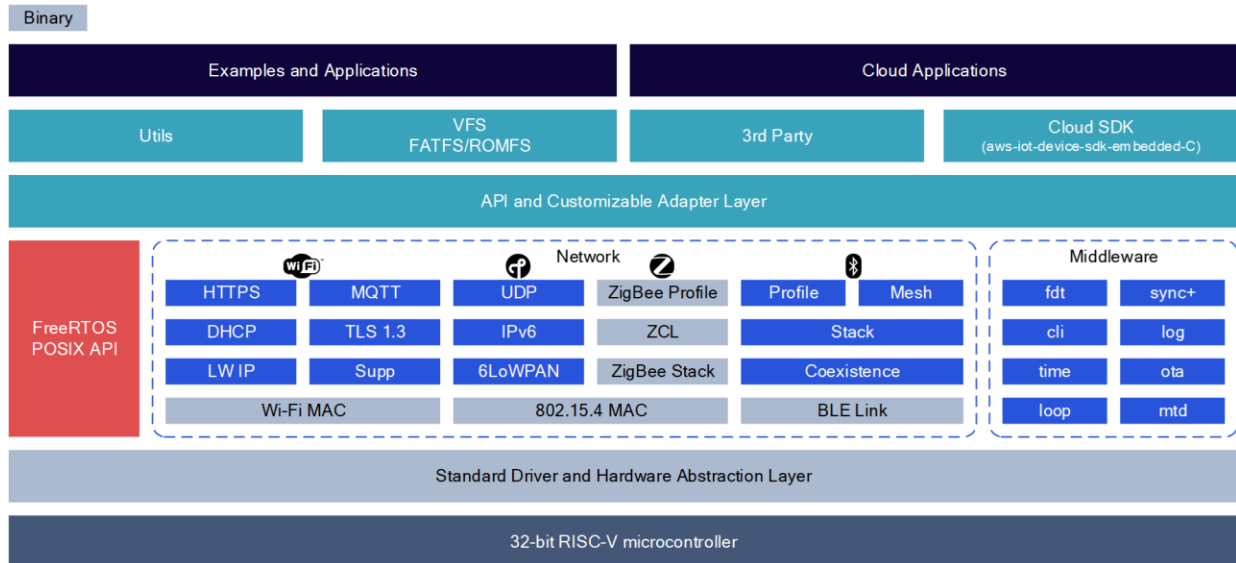 Binary
Examples and Applications
Cloud Applications
Utils
VFS
FATFS/ROMFS
3rd Party
Cloud SDK
(aws-iot-device-sdk-embedded-C)
API and Customizable Adapter Layer
FreeRTOS
POSIX API
Network
WiFi
HTTPS
MQTT
UDP
ZigBee Profile
Profile
Mesh
DHCP
TLS 1.3
IPv6
ZCL
Stack
LW IP
Supp
6LoWPAN
ZigBee Stack
Coexistence
Wi-Fi MAC
802.15.4 MAC
BLE Link
Middleware
fdt
sync+
cli
log
time
ota
loop
mtd
Standard Driver and Hardware Abstraction Layer
32-bit RISC-V microcontroller